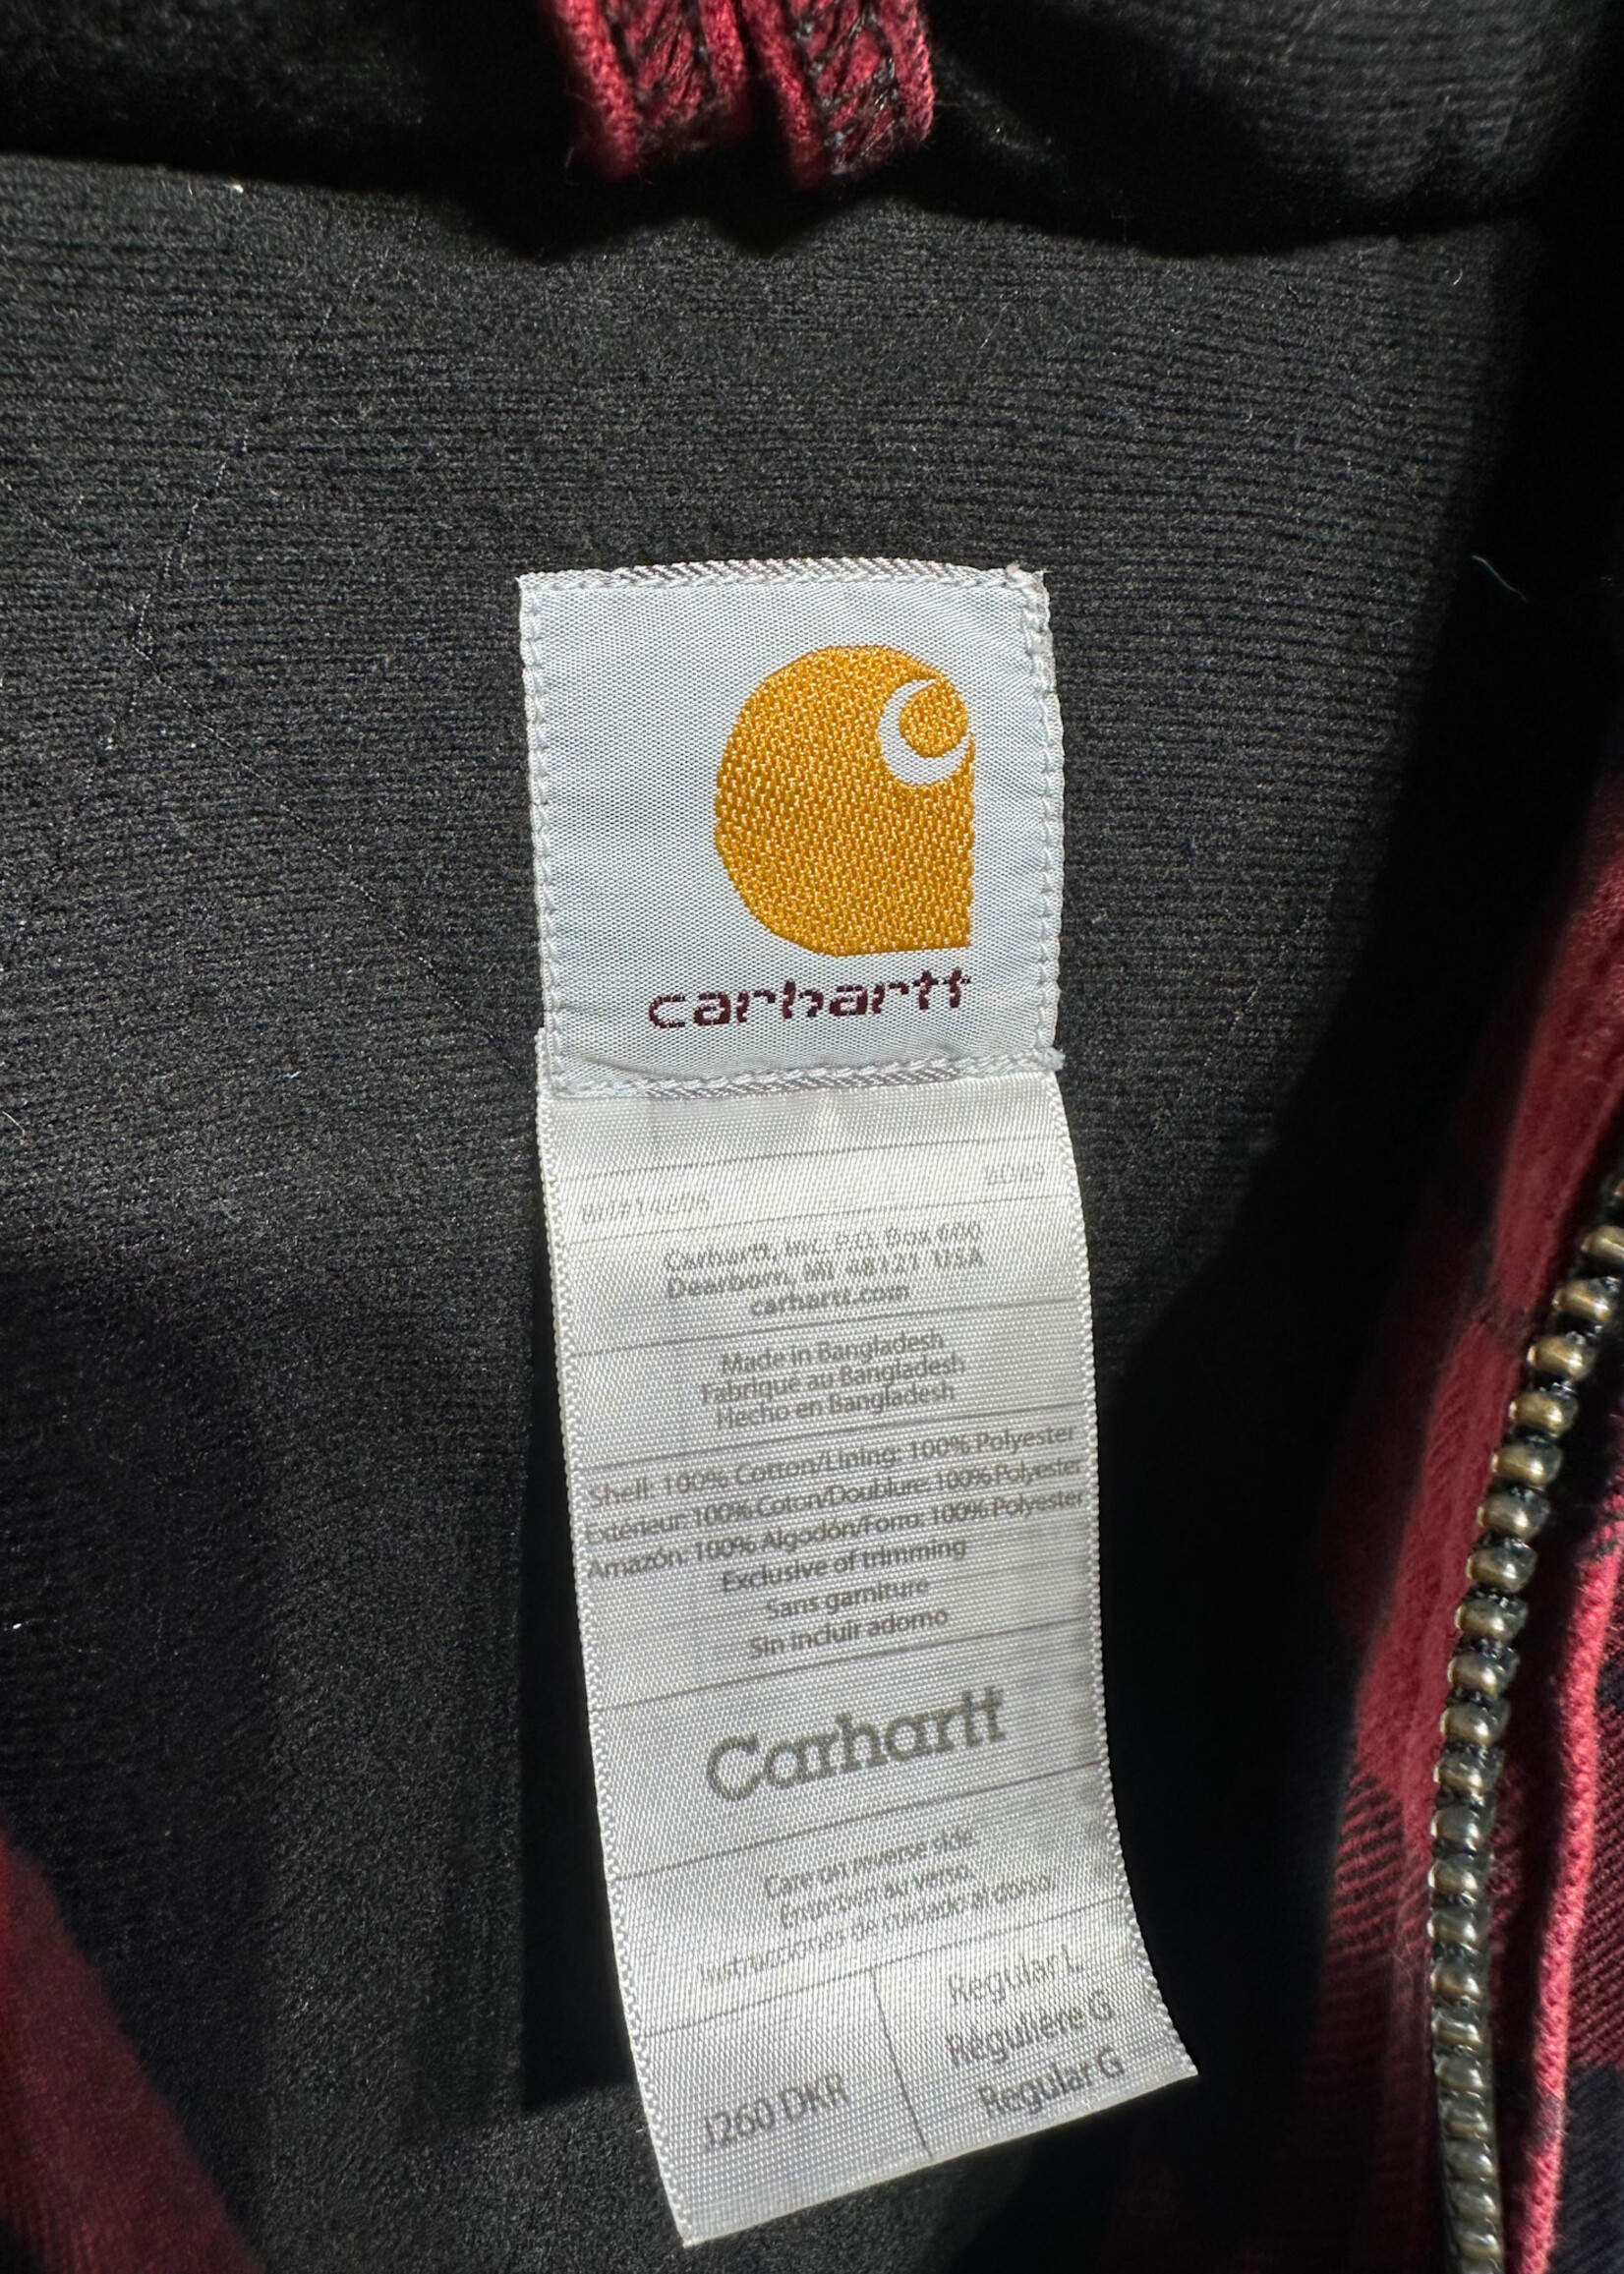 carhartt
Carhartt, Inc. P.O. Box 600
Dearborn, MI 48121 USA
carhartt.com
Made in Bangladesh
Fabriqué au Bangladesh
Hecho en Bangladesh
Shell: 100% Cotton/Lining: 100% Polyester
Extérieur: 100% Coton/Doublure: 100% Polyester
Amazón: 100% Algodón/Forro: 100% Polyester
Exclusive of trimming
Sans garniture
Sin incluir adorno
Carhartt
Care on reverse side
Entretien au verso
Instrucciones de cuidado al dorso
J260 DKR
Regular L
Régulière G
Regular G